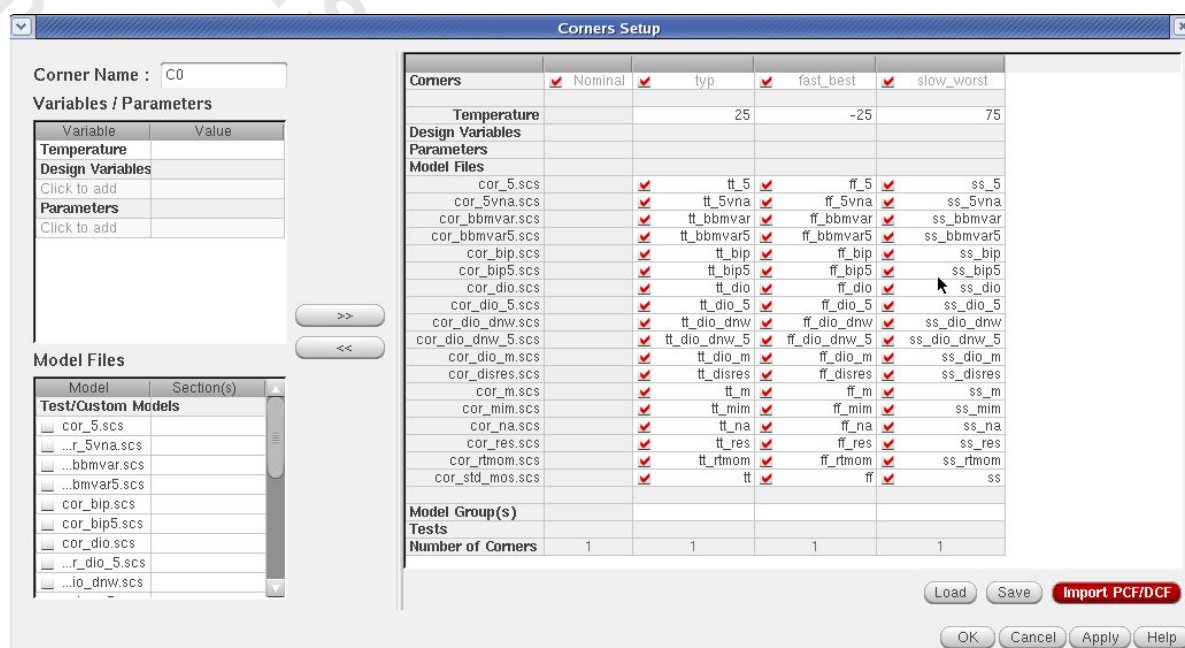 Corners Setup
Corner Name : C0
Variables / Parameters
Variable Value
Temperature
Design Variables
Click to add
Parameters
Click to add
>>
<<
Model Files
Model Section(s)
Test/Custom Models
cor_5.scs
...r_5vna.scs
...bbmvar.scs
...bmvar5.scs
cor_bip.scs
cor_bip5.scs
cor_dio.scs
...r_dio_5.scs
...io_dnw.scs
Corners Nominal typ fast_best slow_worst
Temperature 25 -25 75
Design Variables
Parameters
Model Files
cor_5.scs tt_5 ff_5 ss_5
cor_5vna.scs tt_5vna ff_5vna ss_5vna
cor_bbmvar.scs tt_bbmvar ff_bbmvar ss_bbmvar
cor_bbmvar5.scs tt_bbmvar5 ff_bbmvar5 ss_bbmvar5
cor_bip.scs tt_bip ff_bip ss_bip
cor_bip5.scs tt_bip5 ff_bip5 ss_bip5
cor_dio.scs tt_dio ff_dio ss_dio
cor_dio_5.scs tt_dio_5 ff_dio_5 ss_dio_5
cor_dio_dnw.scs tt_dio_dnw ff_dio_dnw ss_dio_dnw
cor_dio_dnw_5.scs tt_dio_dnw_5 ff_dio_dnw_5 ss_dio_dnw_5
cor_dio_m.scs tt_dio_m ff_dio_m ss_dio_m
cor_disres.scs tt_disres ff_disres ss_disres
cor_m.scs tt_m ff_m ss_m
cor_mim.scs tt_mim ff_mim ss_mim
cor_na.scs tt_na ff_na ss_na
cor_res.scs tt_res ff_res ss_res
cor_rtmom.scs tt_rtmom ff_rtmom ss_rtmom
cor_std_mos.scs tt ff ss
Model Group(s)
Tests
Number of Corners 1 1 1 1
Load Save Import PCF/DCF
OK Cancel Apply Help